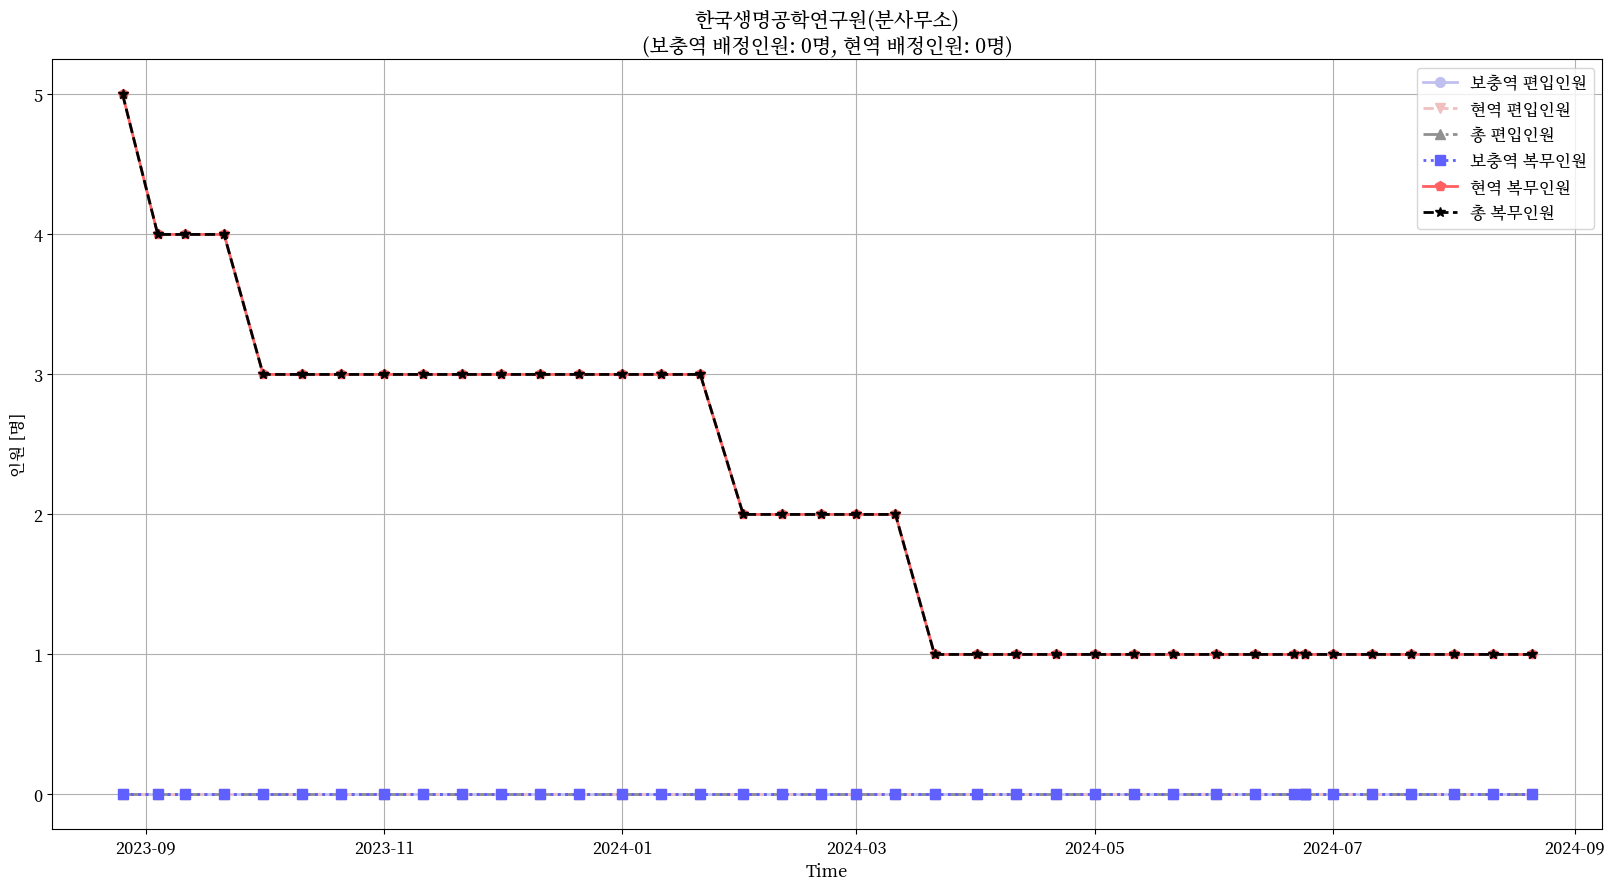 한국생명공학연구원(분사무소)
(보충역 배정인원: 0명, 현역 배정인원: 0명)
보충역 편입인원
현역 편입인원
총 편입인원
보충역 복무인원
현역 복무인원
총 복무인원
인원 [명]
5
4
3
2
1
0
2023-09
2023-11
2024-01
2024-03
2024-05
2024-07
2024-09
Time